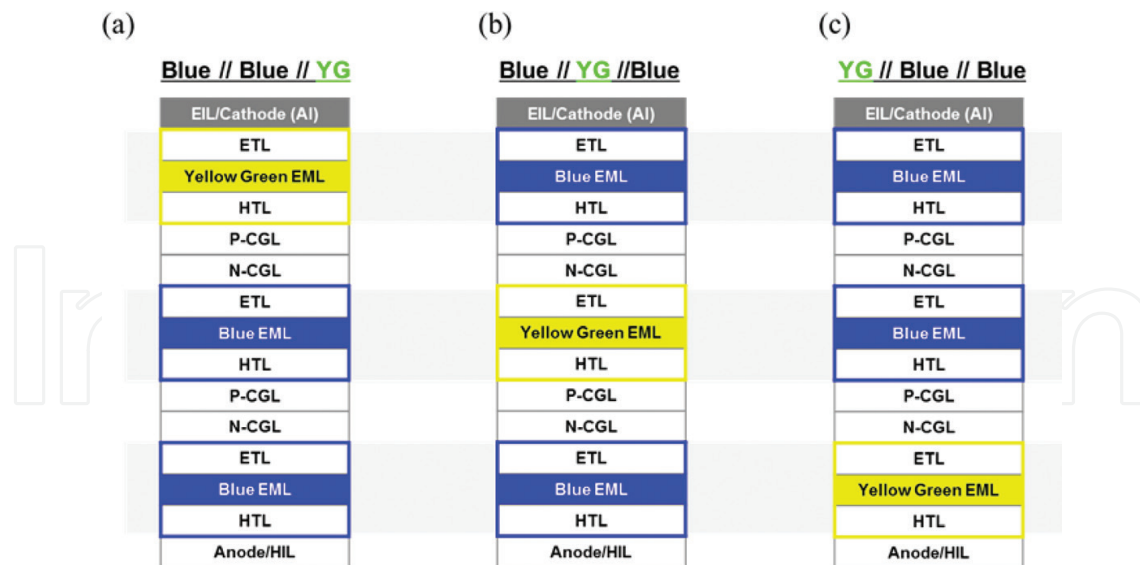 (a)
Blue // Blue // YG
EIL/Cathode (Al)
ETL
Yellow Green EML
HTL
P-CGL
N-CGL
ETL
Blue EML
HTL
P-CGL
N-CGL
ETL
Blue EML
HTL
Anode/HIL
(b)
Blue // YG //Blue
EIL/Cathode (Al)
ETL
Blue EML
HTL
P-CGL
N-CGL
ETL
Yellow Green EML
HTL
P-CGL
N-CGL
ETL
Blue EML
HTL
Anode/HIL
(c)
YG // Blue // Blue
EIL/Cathode (Al)
ETL
Blue EML
HTL
P-CGL
N-CGL
ETL
Blue EML
HTL
P-CGL
N-CGL
ETL
Yellow Green EML
HTL
Anode/HIL